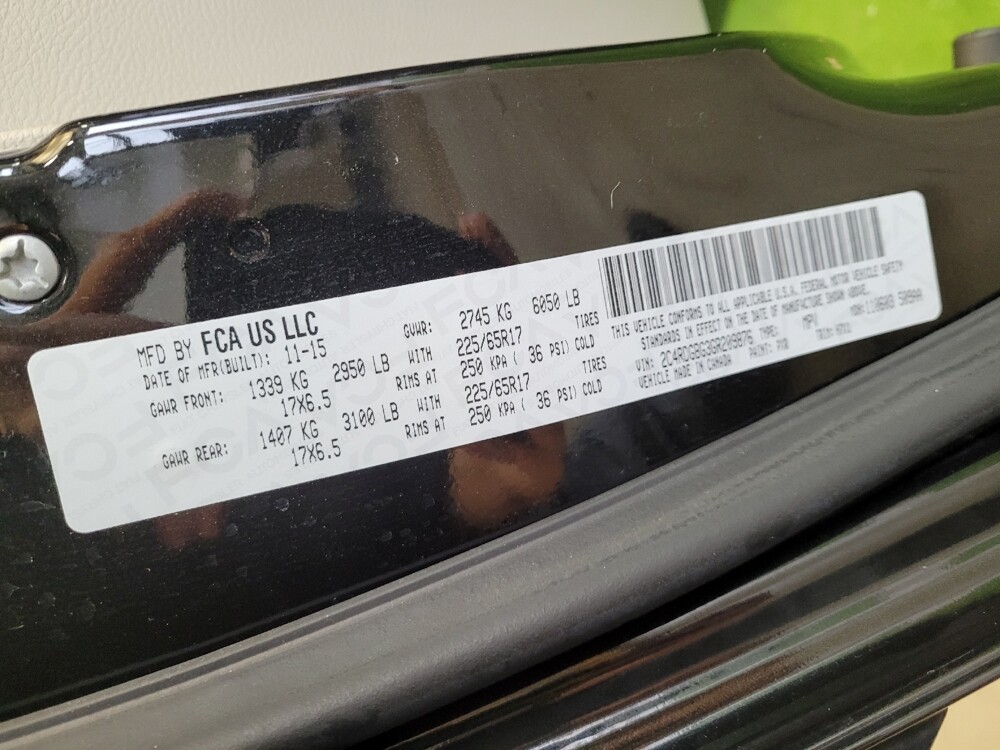 MFD BY FCA US LLC
DATE OF MFR(BUILT): 11-15 GVWR: 2745 KG 6050 LB
GAWR FRONT: 1339 KG 2950 LB WITH 225/65R17 TIRES
17X6.5 RIMS AT 250 KPA ( 36 PSI) COLD
GAWR REAR: 1407 KG 3100 LB WITH 225/65R17 TIRES
17X6.5 RIMS AT 250 KPA ( 36 PSI) COLD
THIS VEHICLE CONFORMS TO ALL APPLICABLE U.S.A. FEDERAL MOTOR VEHICLE SAFETY
STANDARDS IN EFFECT ON THE DATE OF MANUFACTURE SHOWN ABOVE.
VIN: TYPE: MPV MDH:
VEHICLE MADE IN CANADA PAINT: TRIM: